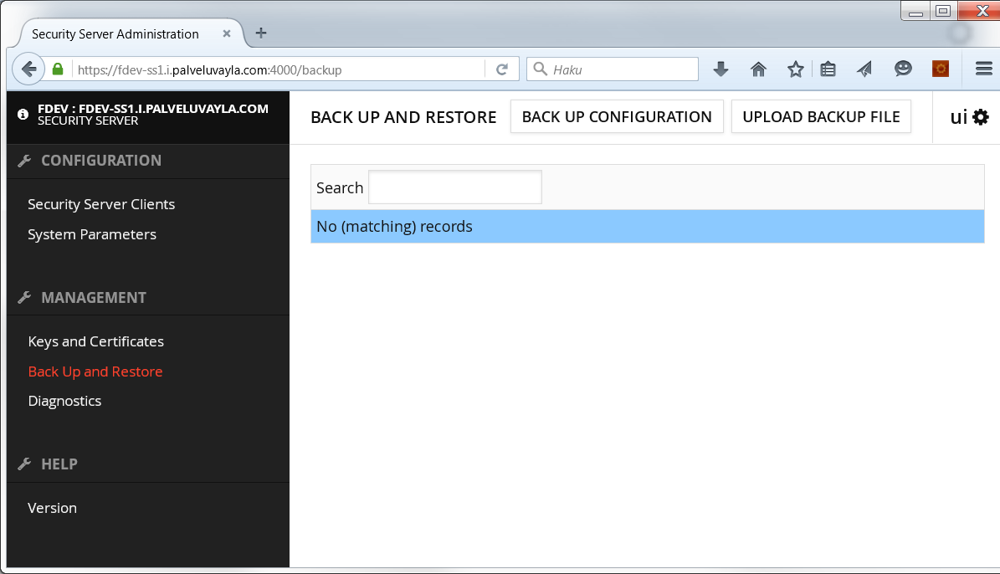 Security Server Administration
https://fdev-ss1.i.palveluvayla.com:4000/backup
Haku
FDEV : FDEV-SS1.I.PALVELUVAYLA.COM
SECURITY SERVER
BACK UP AND RESTORE
BACK UP CONFIGURATION
UPLOAD BACKUP FILE
ui
CONFIGURATION
Security Server Clients
System Parameters
MANAGEMENT
Keys and Certificates
Back Up and Restore
Diagnostics
HELP
Version
Search
No (matching) records